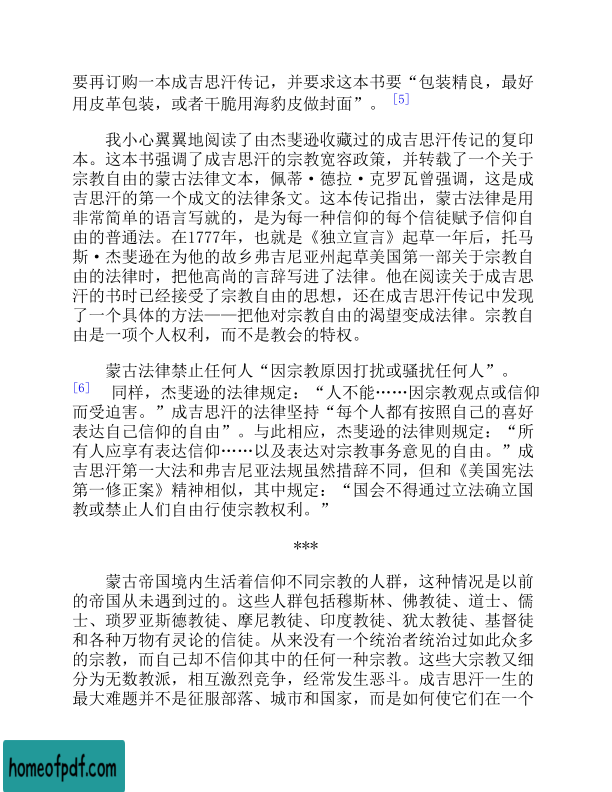 要再订购一本成吉思汗传记，并要求这本书要“包装精良，最好
用皮革包装，或者干脆用海豹皮做封面”。 [5]
我小心翼翼地阅读了由杰斐逊收藏过的成吉思汗传记的复印
本。这本书强调了成吉思汗的宗教宽容政策，并转载了一个关于
宗教自由的蒙古法律文本，佩蒂·德拉·克罗瓦曾强调，这是成
吉思汗的第一个成文的法律条文。这本传记指出，蒙古法律是用
非常简单的语言写就的，是为每一种信仰的每个信徒赋予信仰自
由的普通法。在1777年，也就是《独立宣言》起草一年后，托马
斯·杰斐逊在为他的故乡弗吉尼亚州起草美国第一部关于宗教自
由的法律时，把他高尚的言辞写进了法律。他在阅读关于成吉思
汗的书时已经接受了宗教自由的思想，还在成吉思汗传记中发现
了一个具体的方法——把他对宗教自由的渴望变成法律。宗教自
由是一项个人权利，而不是教会的特权。
蒙古法律禁止任何人“因宗教原因打扰或骚扰任何人”。
[6] 同样，杰斐逊的法律规定：“人不能……因宗教观点或信仰
而受迫害。”成吉思汗的法律坚持“每个人都有按照自己的喜好
表达自己信仰的自由”。与此相应，杰斐逊的法律则规定：“所
有人应享有表达信仰……以及表达对宗教事务意见的自由。”成
吉思汗第一大法和弗吉尼亚法规虽然措辞不同，但和《美国宪法
第一修正案》精神相似，其中规定：“国会不得通过立法确立国
教或禁止人们自由行使宗教权利。”
***
蒙古帝国境内生活着信仰不同宗教的人群，这种情况是以前
的帝国从未遇到过的。这些人群包括穆斯林、佛教徒、道士、儒
士、琐罗亚斯德教徒、摩尼教徒、印度教徒、犹太教徒、基督徒
和各种万物有灵论的信徒。从来没有一个统治者统治过如此众多
的宗教，而自己却不信仰其中的任何一种宗教。这些大宗教又细
分为无数教派，相互激烈竞争，经常发生恶斗。成吉思汗一生的
最大难题并不是征服部落、城市和国家，而是如何使它们在一个
homeofpdf.com